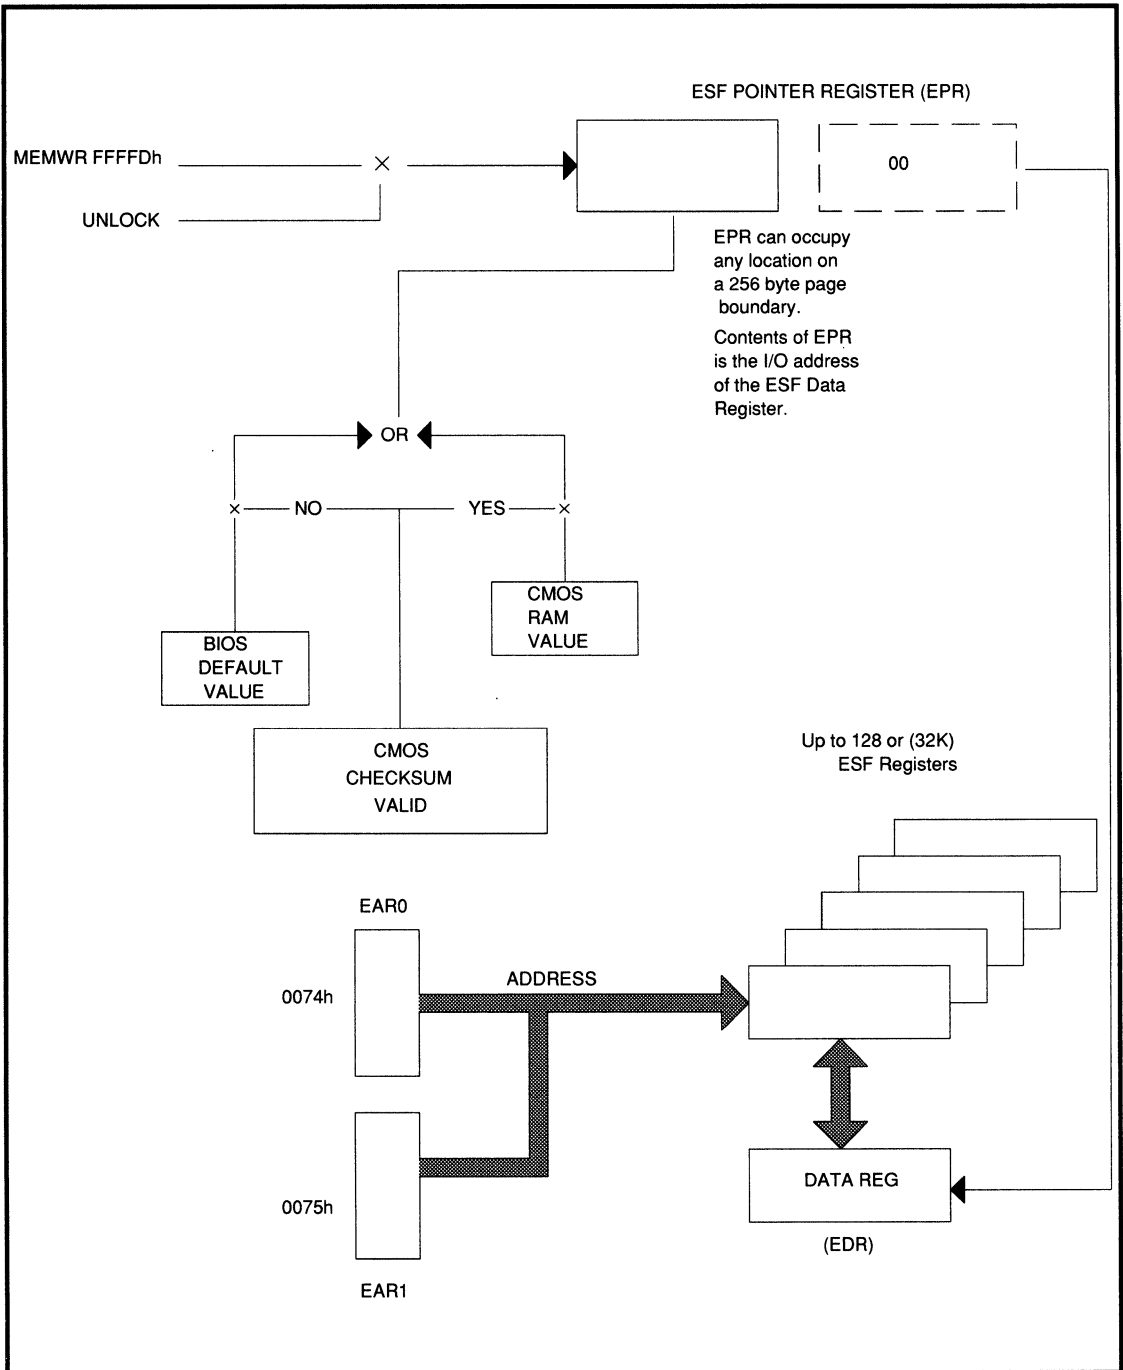 ESF POINTER REGISTER (EPR)
MEMWR FFFFDh
×
00
UNLOCK
EPR can occupy
any location on
a 256 byte page
boundary.
Contents of EPR
is the I/O address
of the ESF Data
Register.
OR
× NO YES ×
CMOS
RAM
VALUE
BIOS
DEFAULT
VALUE
CMOS
CHECKSUM
VALID
Up to 128 or (32K)
ESF Registers
EAR0
ADDRESS
0074h
DATA REG
0075h
(EDR)
EAR1